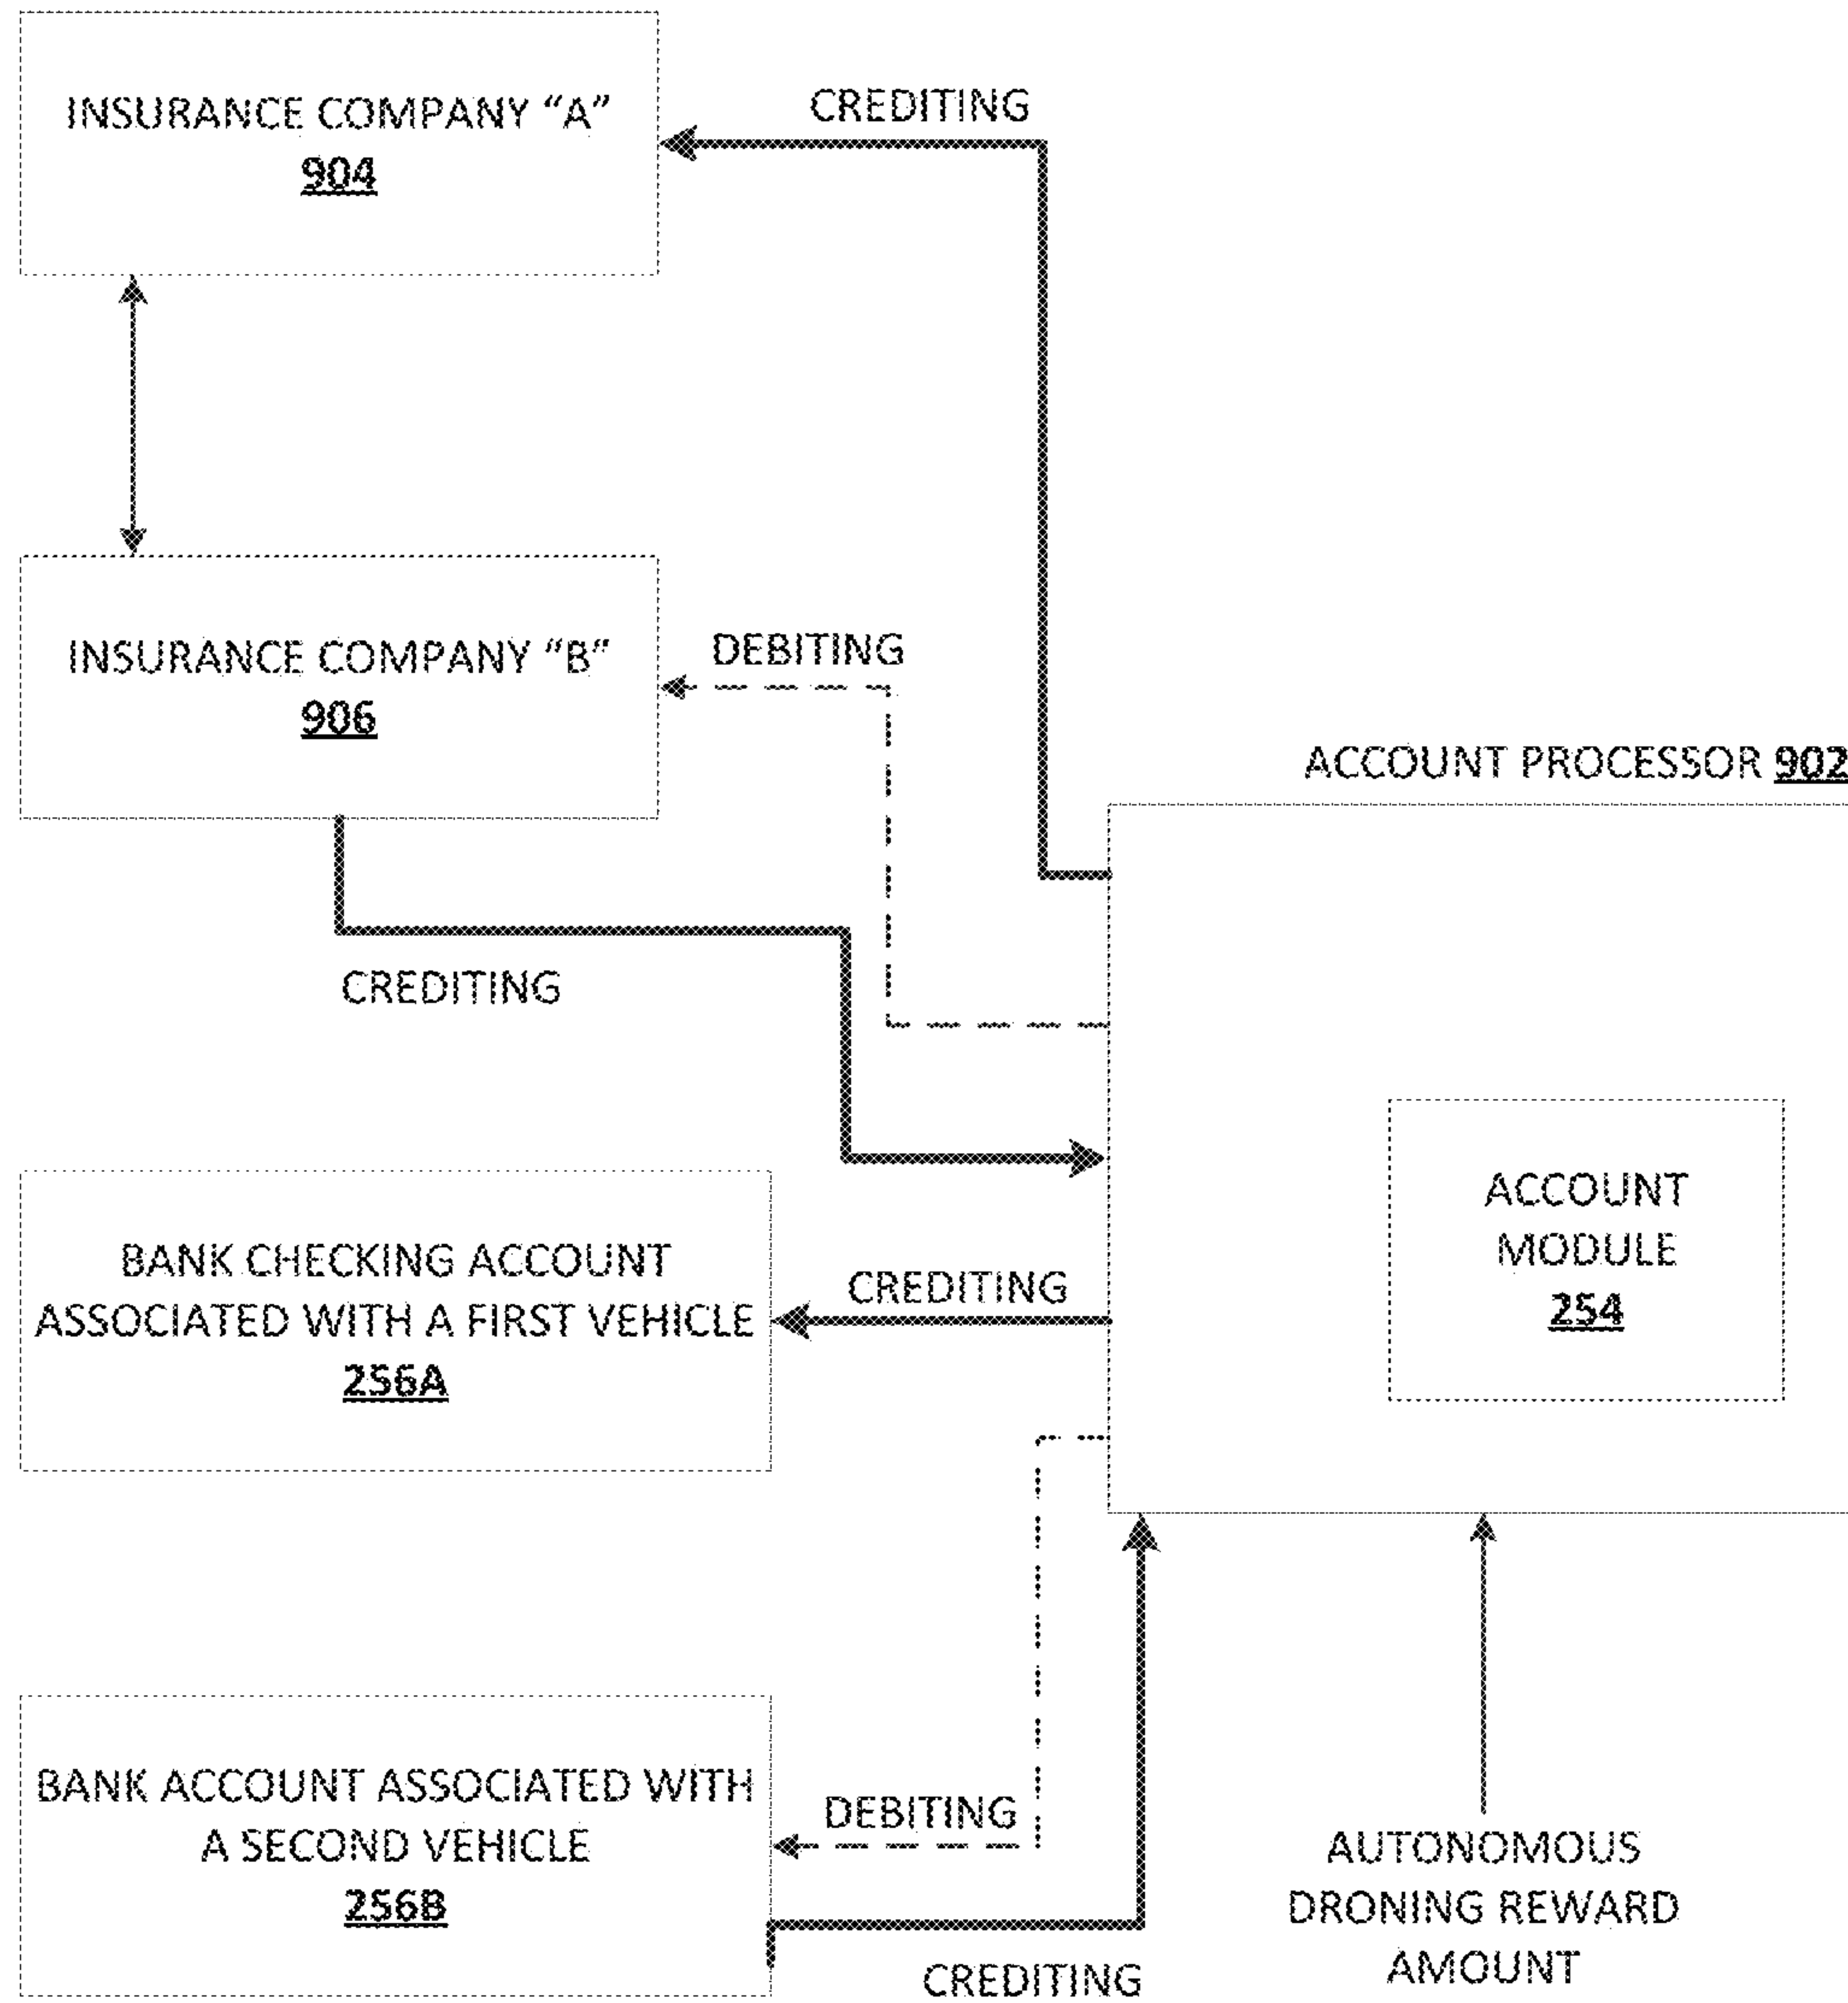 INSURANCE COMPANY “A”
904
CREDITING
INSURANCE COMPANY “B”
906
DEBITING
ACCOUNT PROCESSOR 902
CREDITING
ACCOUNT
MODULE
254
BANK CHECKING ACCOUNT
ASSOCIATED WITH A FIRST VEHICLE
256A
CREDITING
BANK ACCOUNT ASSOCIATED WITH
A SECOND VEHICLE
256B
DEBITING
CREDITING
AUTONOMOUS
DRONING REWARD
AMOUNT